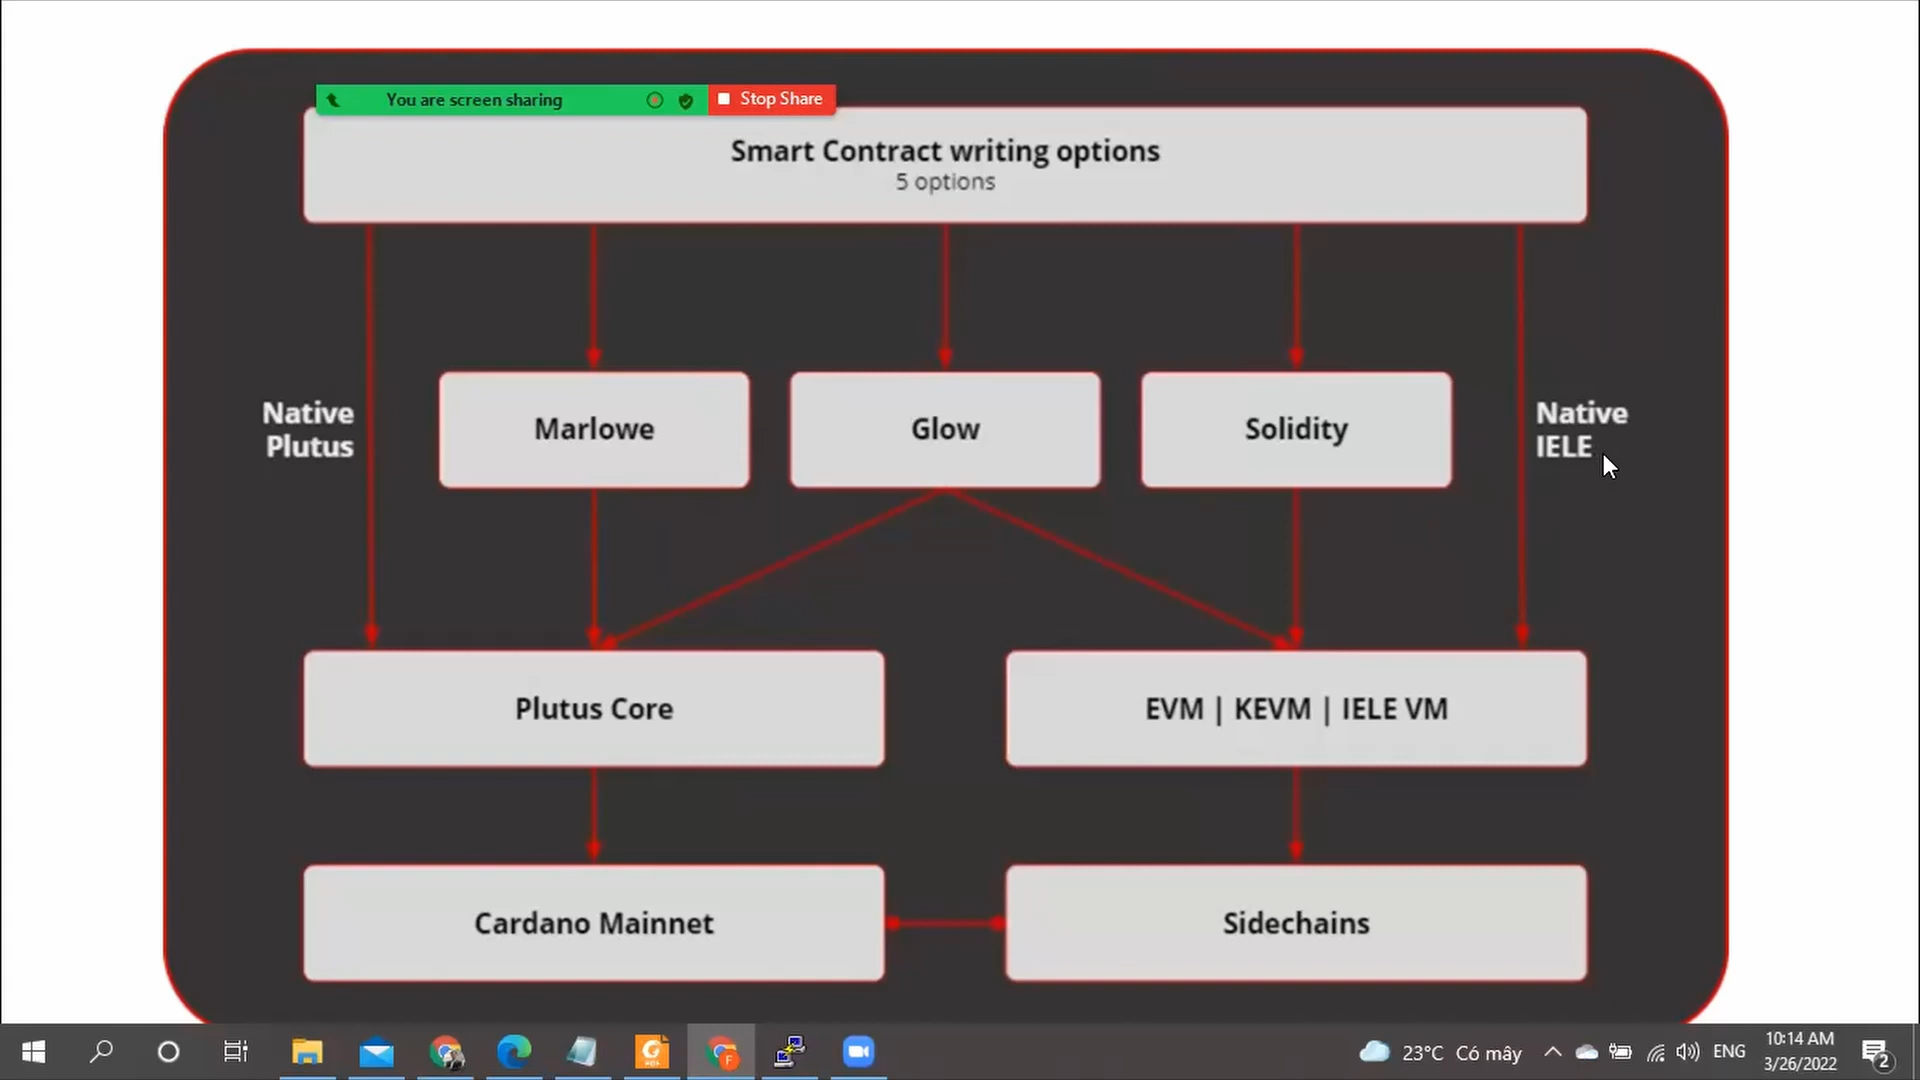 You are screen sharing
Stop Share
Smart Contract writing options
5 options
Native
Plutus
Marlowe
Glow
Solidity
Native
IELE
Plutus Core
EVM | KEVM | IELE VM
Cardano Mainnet
Sidechains
23°C Có mây
ENG
10:14 AM
3/26/2022
2